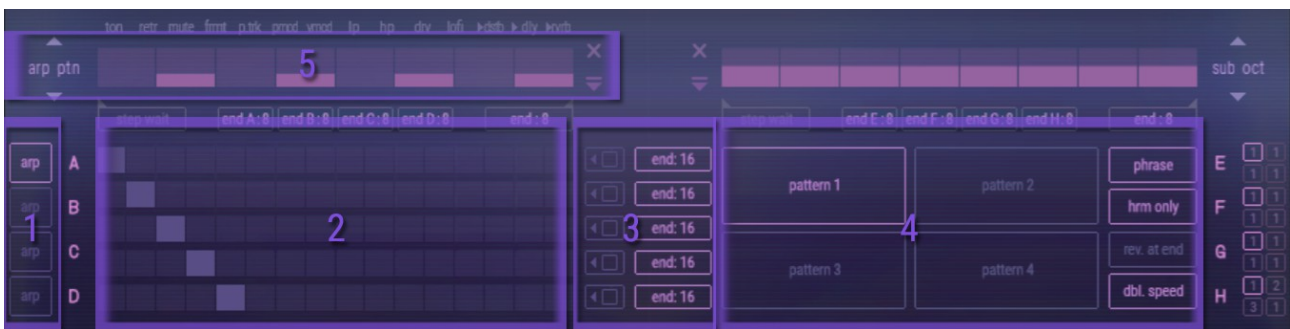 ton retr mute frmt p.trk pmod vmod lp hp drv lofi ▸dstb ▸dly ▸rvrb
arp ptn 5 sub oct
step wait end A:8 end B:8 end C:8 end D:8 end:8 step wait end E:8 end F:8 end G:8 end H:8 end:8
arp A end: 16 pattern 1 pattern 2 phrase E 1 1
1 1
arp B end: 16 hrm only F 1 1
1 2 end: 16 3 4 1 1
arp C end: 16 pattern 3 pattern 4 rev. at end G 1 1
1 1
arp D end: 16 dbl. speed H 1 2
3 1